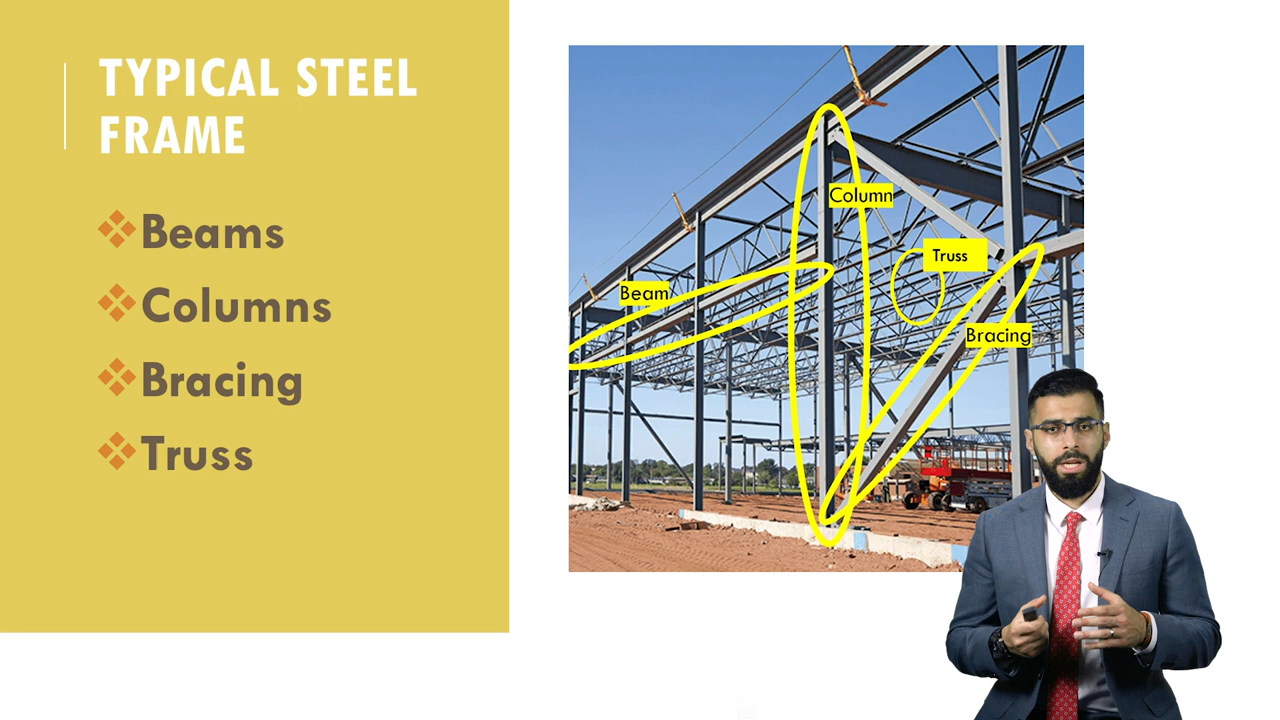 TYPICAL STEEL
FRAME
Beams
Columns
Bracing
Truss
Column
Truss
Beam
Bracing